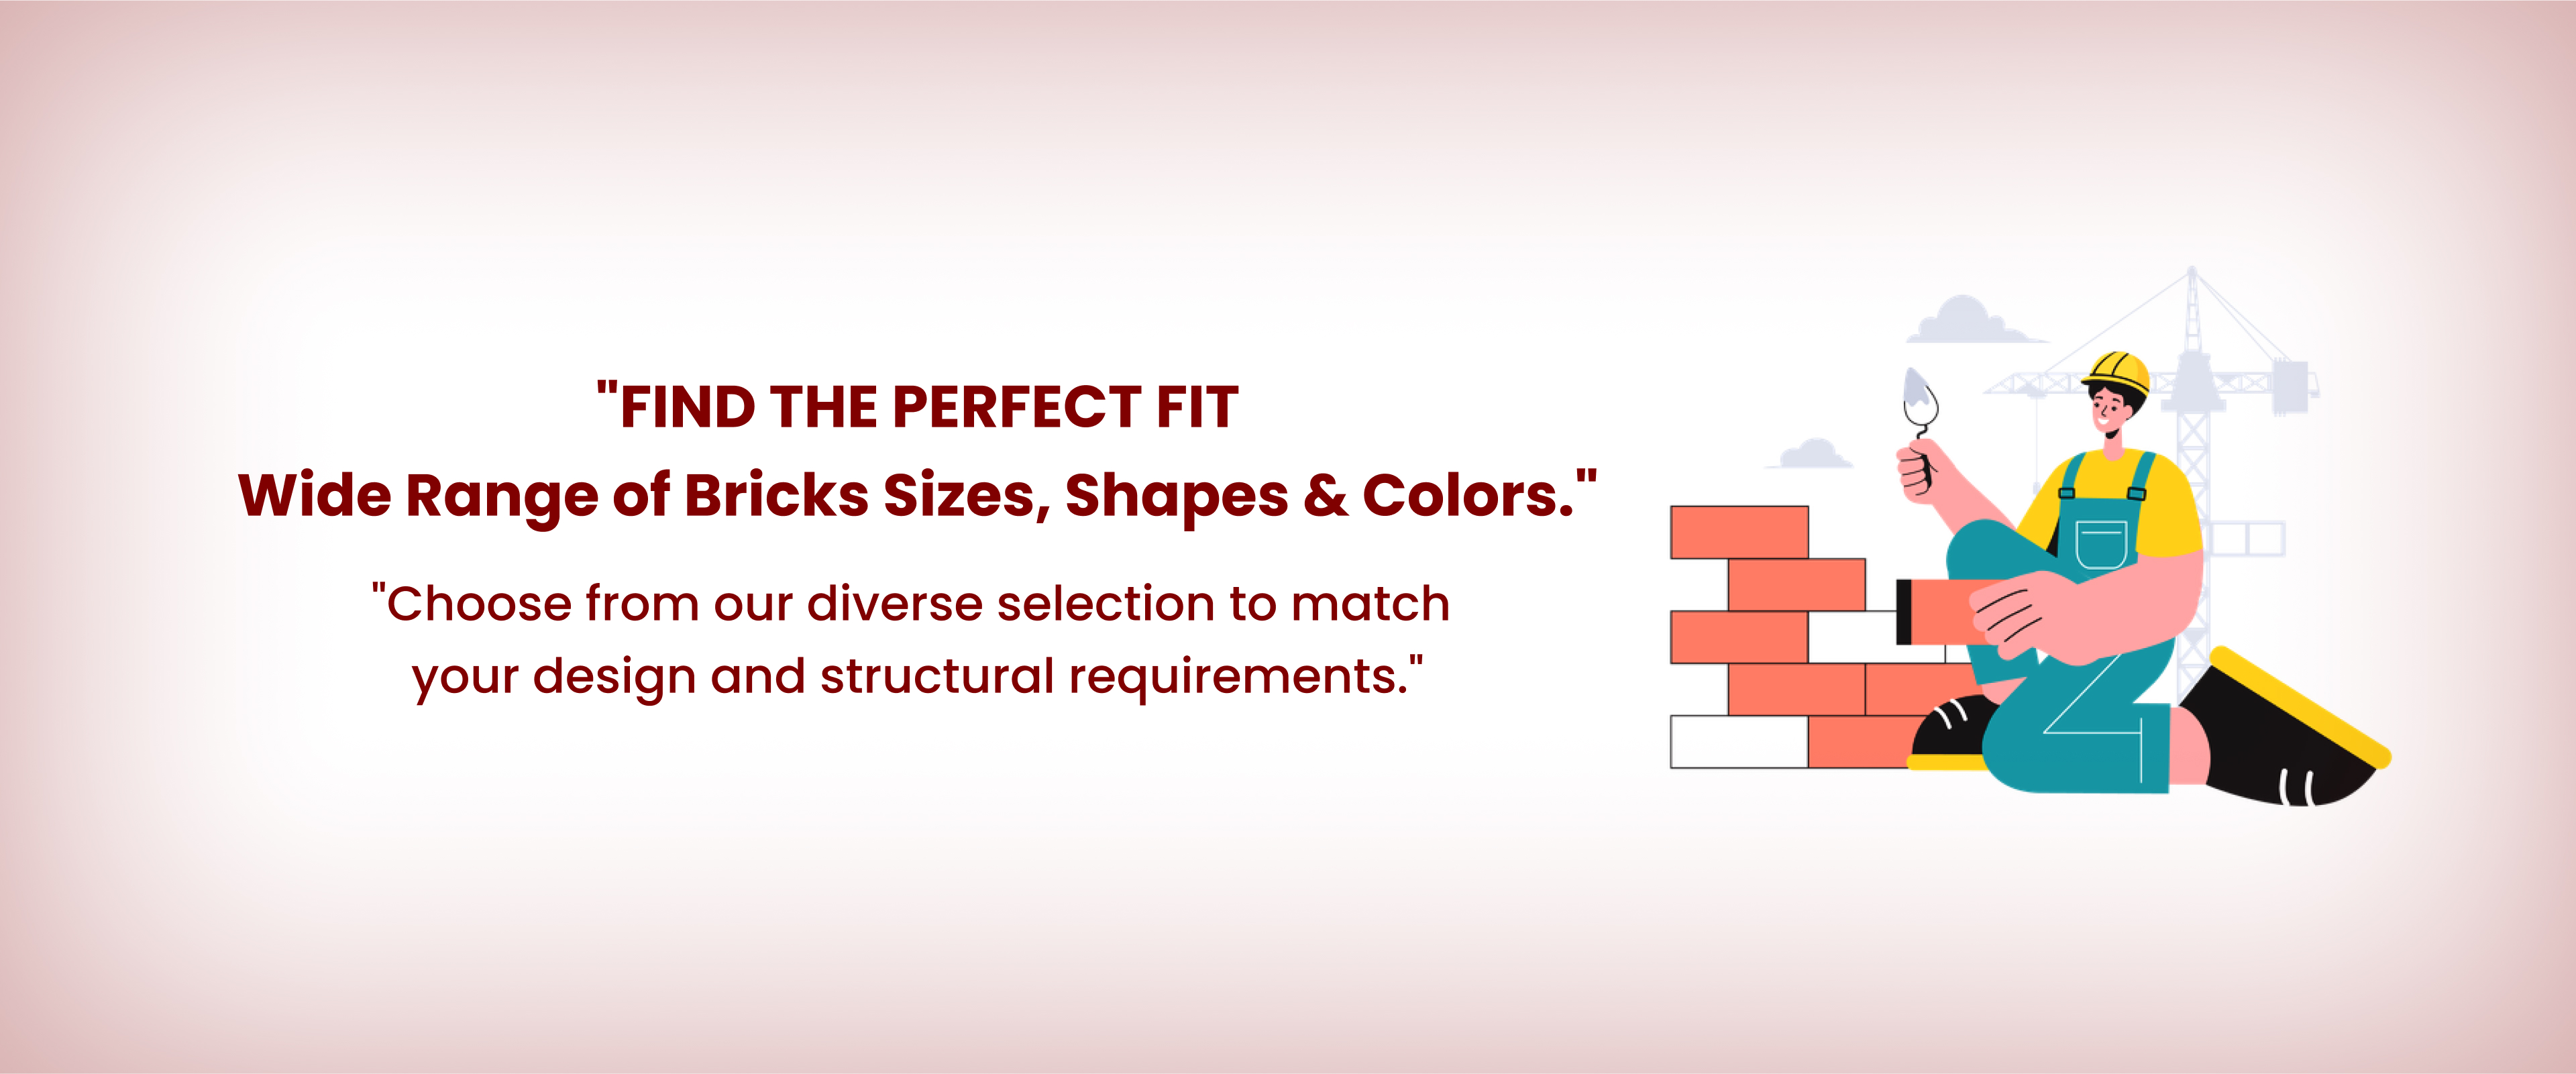 "FIND THE PERFECT FIT
Wide Range of Bricks Sizes, Shapes & Colors."
"Choose from our diverse selection to match
your design and structural requirements."